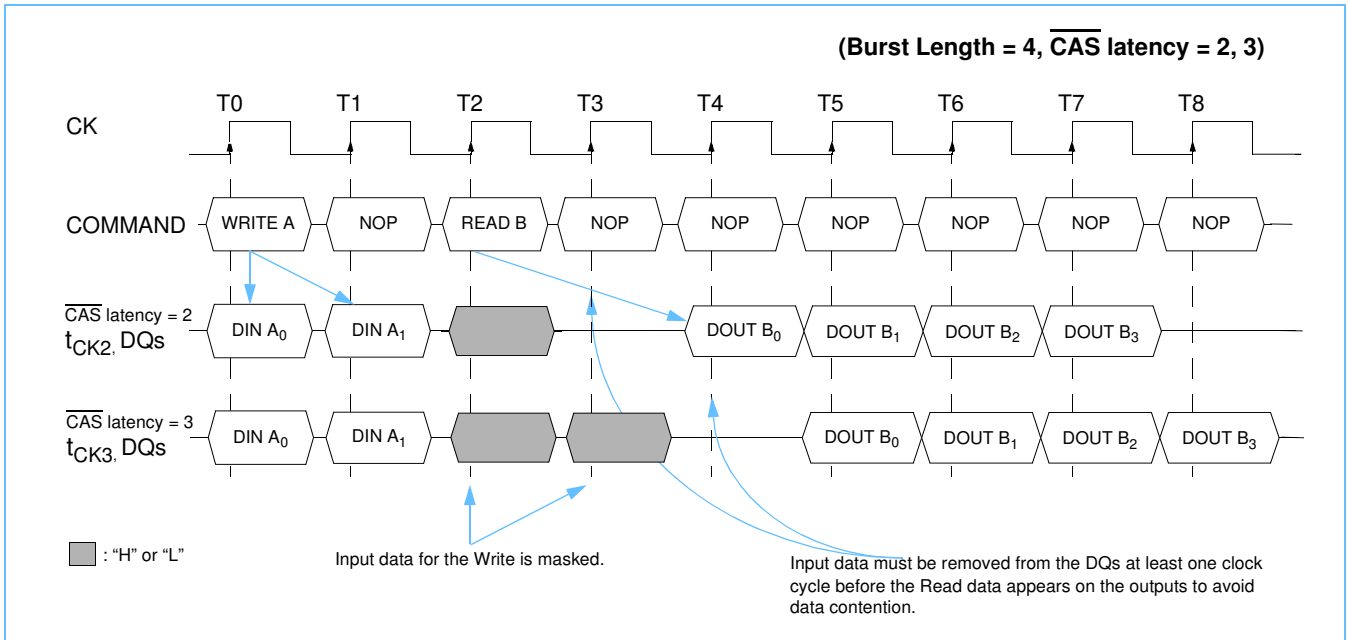 (Burst Length = 4, CAS latency = 2, 3)
T0 T1 T2 T3 T4 T5 T6 T7 T8
CK
COMMAND WRITE A NOP READ B NOP NOP NOP NOP NOP NOP
CAS latency = 2
tCK2, DQs DIN A0 DIN A1 DOUT B0 DOUT B1 DOUT B2 DOUT B3
CAS latency = 3
tCK3, DQs DIN A0 DIN A1 DOUT B0 DOUT B1 DOUT B2 DOUT B3
: “H” or “L”
Input data for the Write is masked.
Input data must be removed from the DQs at least one clock
cycle before the Read data appears on the outputs to avoid
data contention.